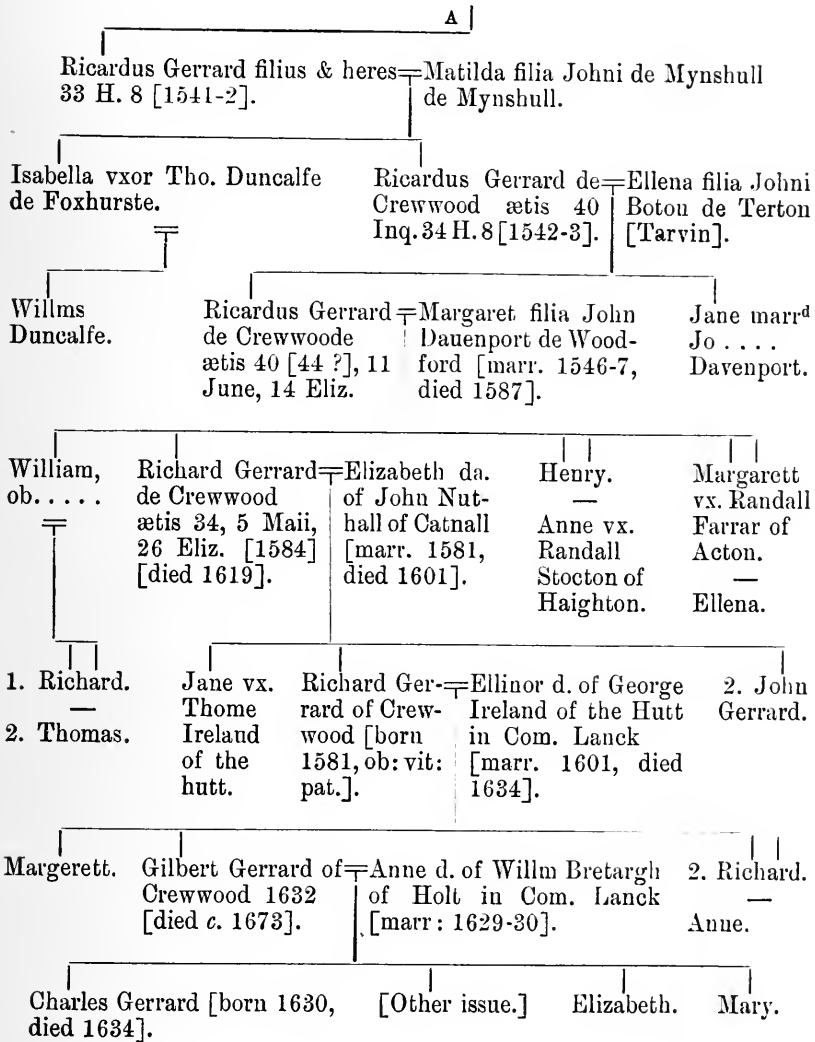 A
Ricardus Gerrard filius & heres
33 H. 8 [1541-2].
Matilda filia Johni de Mynshull
de Mynshull.
Isabella vxor Tho. Duncalfe
de Foxhurste.
Ricardus Gerrard de
Crewwood ætis 40
Inq. 34 H. 8 [1542-3].
Ellena filia Johni
Botou de Terton
[Tarvin].
Willms
Duncalfe.
Ricardus Gerrard
de Crewwoode
ætis 40 [44 ?], 11
June, 14 Eliz.
Margaret filia John
Dauenport de Wood-
ford [marr. 1546-7,
died 1587].
Jane marrd
Jo . . . .
Davenport.
William,
ob. . . . .
Richard Gerrard
de Crewwood
ætis 34, 5 Maii,
26 Eliz. [1584]
[died 1619].
Elizabeth da.
of John Nut-
hall of Catnall
[marr. 1581,
died 1601].
Henry.
—
Anne vx.
Randall
Stocton of
Haighton.
Margarett
vx. Randall
Farrar of
Acton.
—
Ellena.
1. Richard.
—
2. Thomas.
Jane vx.
Thome
Ireland
of the
hutt.
Richard Ger-
rard of Crew-
wood [born
1581, ob: vit:
pat.].
Ellinor d. of George
Ireland of the Hutt
in Com. Lanck
[marr. 1601, died
1634].
2. John
Gerrard.
Margerett.
Gilbert Gerrard of
Crewwood 1632
[died c. 1673].
Anne d. of Willm Bretargh
of Holt in Com. Lanck
[marr: 1629-30].
2. Richard.
—
Anne.
Charles Gerrard [born 1630,
died 1634].
[Other issue.]
Elizabeth.
Mary.